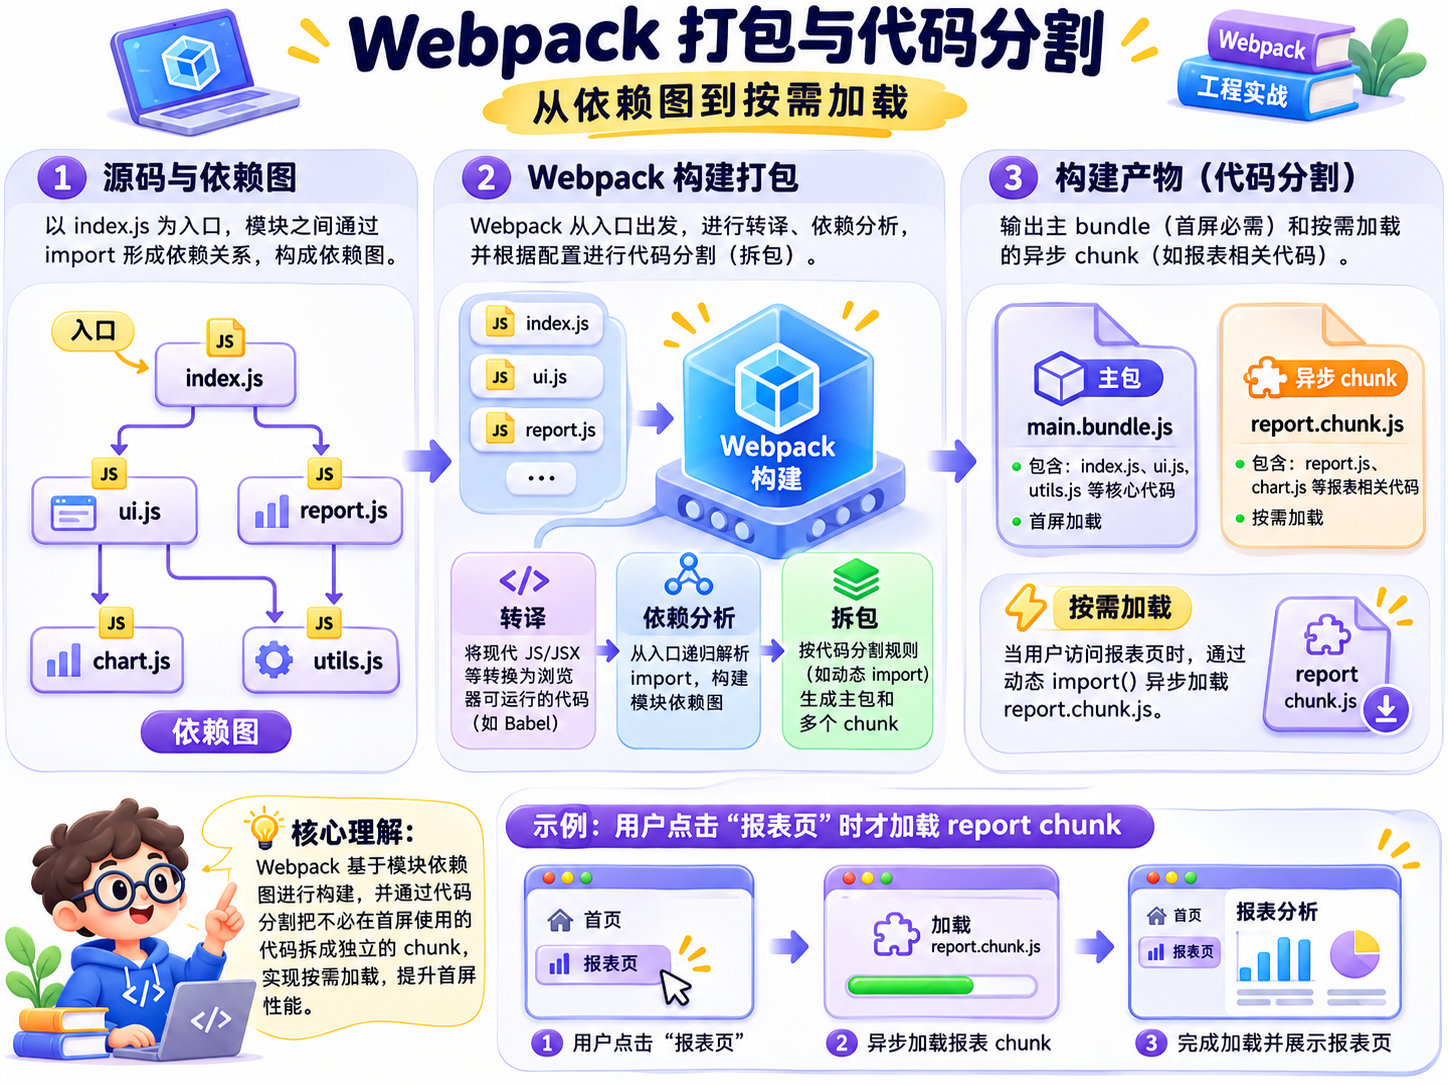 Webpack 打包与代码分割
从依赖图到按需加载
Webpack
工程实战
1 源码与依赖图
以 index.js 为入口，模块之间通过
import 形成依赖关系，构成依赖图。
入口
JS
index.js
JS
ui.js
JS
report.js
JS
chart.js
JS
utils.js
依赖图
2 Webpack 构建打包
Webpack 从入口出发，进行转译、依赖分析，
并根据配置进行代码分割（拆包）。
JS index.js
JS ui.js
JS report.js
...
Webpack
构建
</>
转译
将现代 JS/JSX
等转换为浏览
器可运行的代码
（如 Babel）
依赖分析
从入口递归解析
import，构建
模块依赖图
拆包
按代码分割规则
（如动态 import）
生成主包和
多个 chunk
3 构建产物（代码分割）
输出主 bundle（首屏必需）和按需加载
的异步 chunk（如报表相关代码）。
主包
main.bundle.js
包含：index.js、ui.js,
utils.js 等核心代码
首屏加载
异步 chunk
report.chunk.js
包含：report.js、
chart.js 等报表相关代码
按需加载
按需加载
当用户访问报表页时，通过
动态 import() 异步加载
report.chunk.js。
report
chunk.js
核心理解：
Webpack 基于模块依赖
图进行构建，并通过代码
分割把不必在首屏使用的
代码拆成独立的 chunk，
实现按需加载，提升首屏
性能。
</>
</>
示例：用户点击“报表页”时才加载 report chunk
首页
报表页
1 用户点击“报表页”
加载
report.chunk.js
2 异步加载报表 chunk
首页
报表页
报表分析
3 完成加载并展示报表页